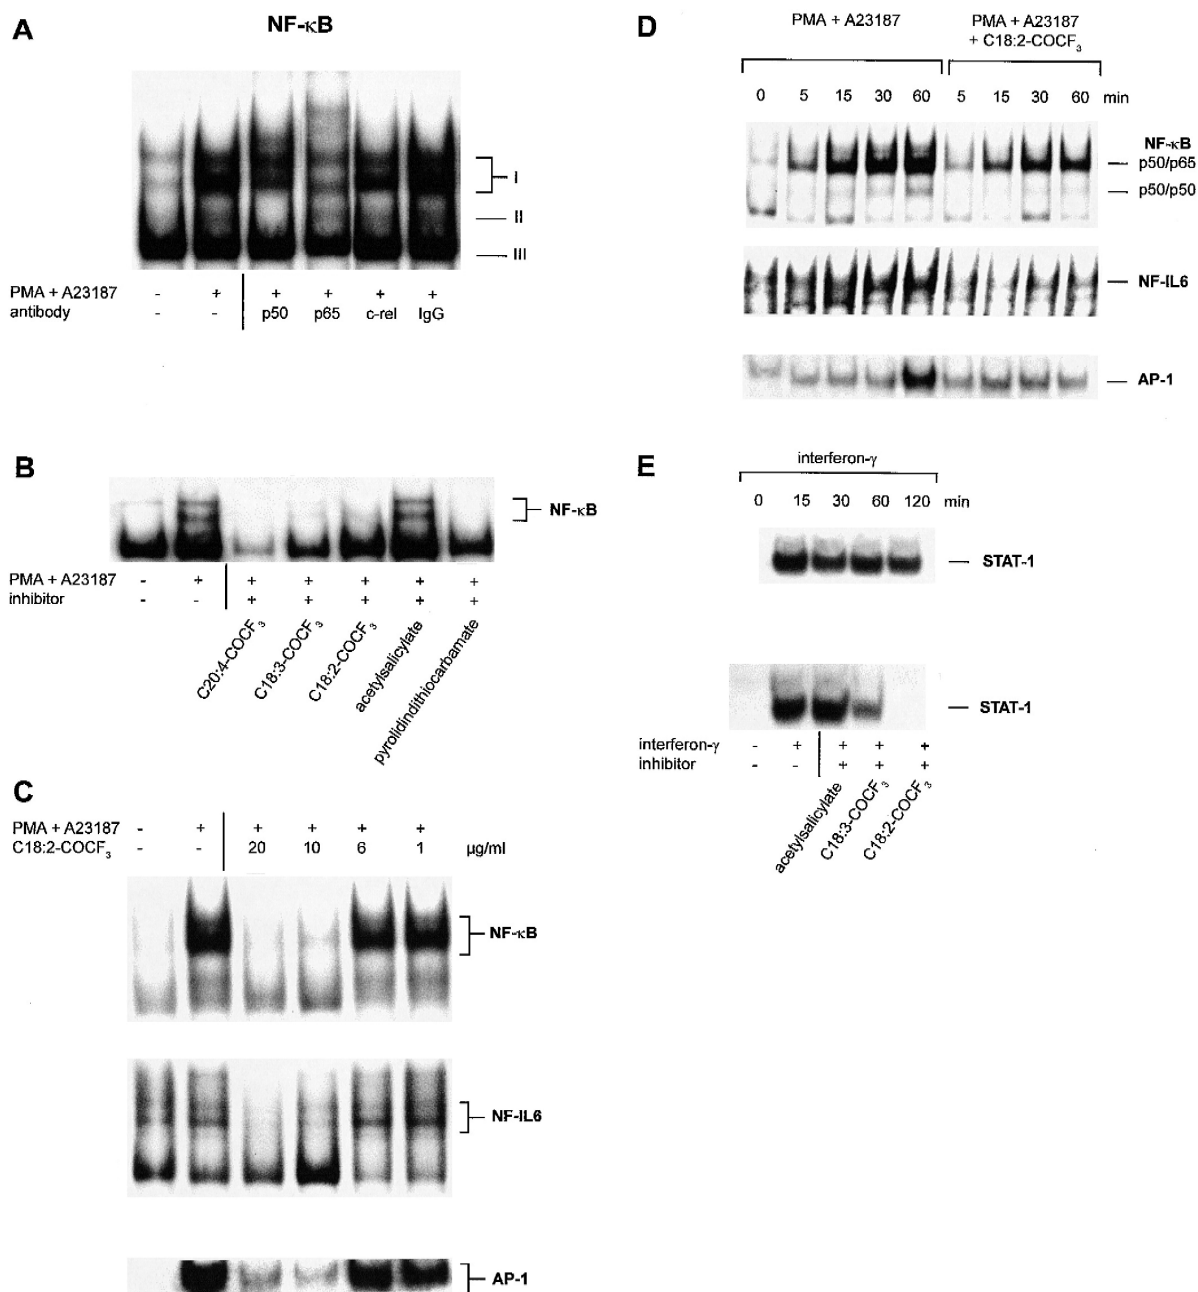 A
NF-κB
I
II
III
PMA + A23187 - + + + + +
antibody - - p50 p65 c-rel IgG
B
NF-κB
PMA + A23187 - + + + + + +
inhibitor - - + + + + +
C20:4-COCF₃
C18:3-COCF₃
C18:2-COCF₃
acetylsalicylate
pyrolidindithiocarbamate
C
PMA + A23187 - + + + + +
C18:2-COCF₃ - - 20 10 6 1 µg/ml
NF-κB
NF-IL6
AP-1
D
PMA + A23187
PMA + A23187
+ C18:2-COCF₃
0 5 15 30 60 5 15 30 60 min
NF-κB
p50/p65
p50/p50
NF-IL6
AP-1
E
interferon-γ
0 15 30 60 120 min
STAT-1
STAT-1
interferon-γ - + + + +
inhibitor - - + + +
acetylsalicylate
C18:3-COCF₃
C18:2-COCF₃